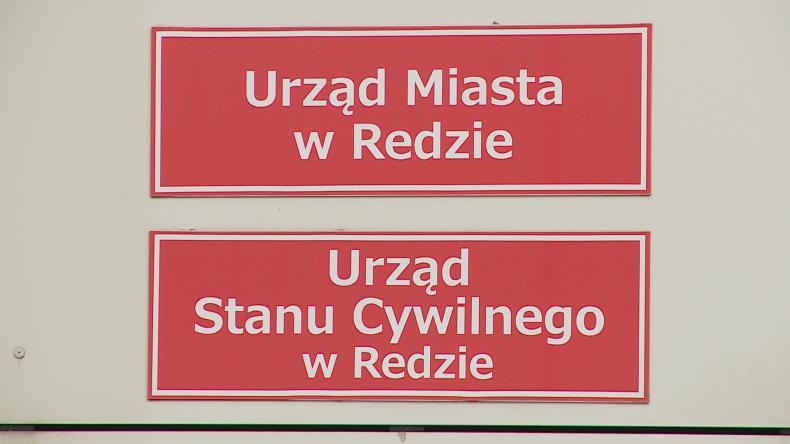 Urząd Miasta
w Redzie
Urząd
Stanu Cywilnego
w Redzie